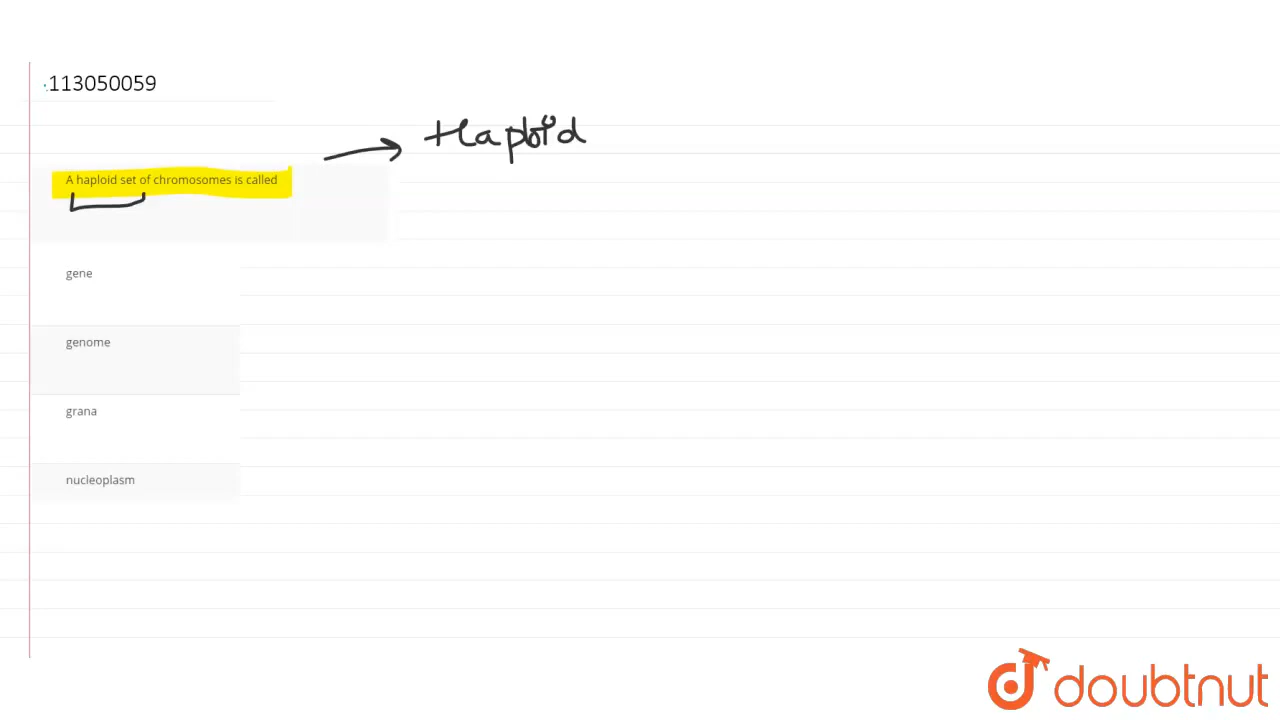 113050059
Haploid
A haploid set of chromosomes is called
gene
genome
grana
nucleoplasm
doubtnut